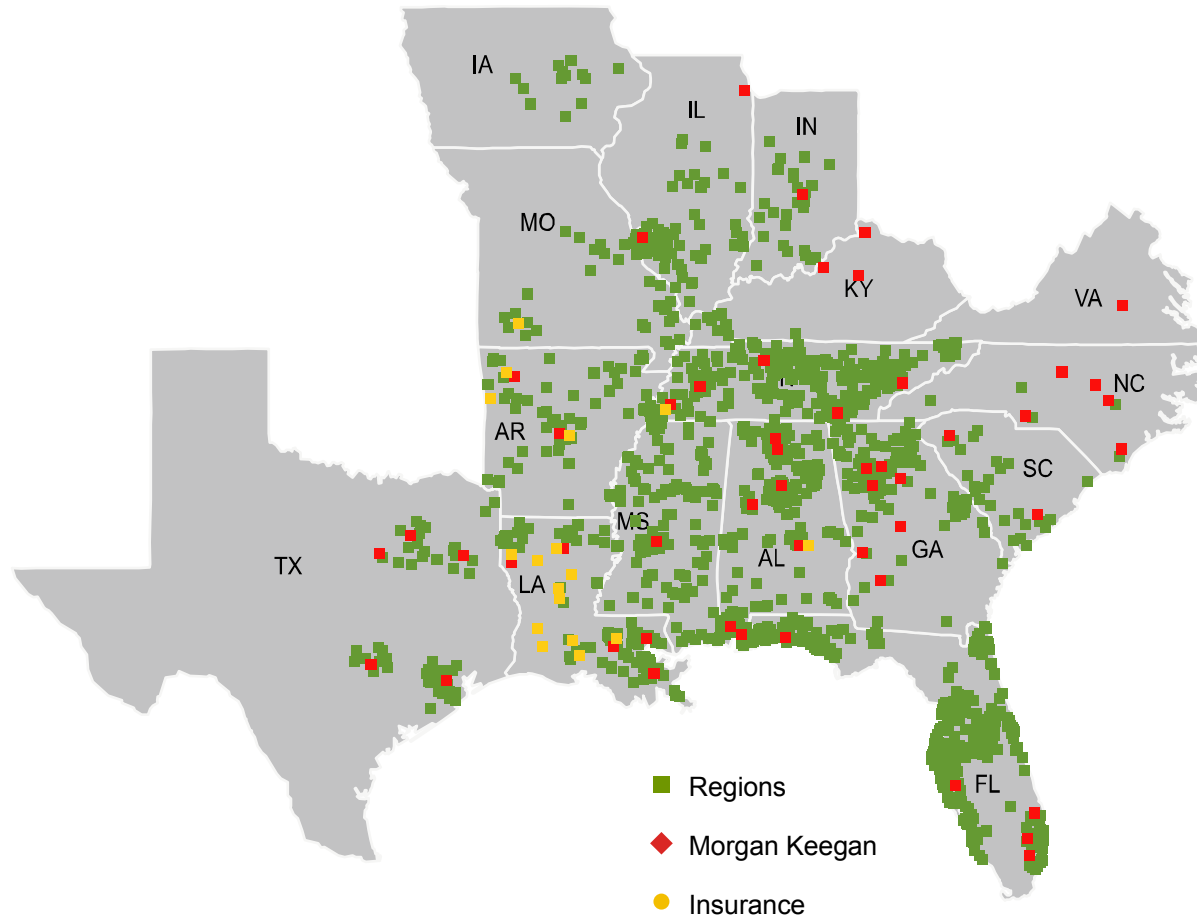 IA
IL
IN
MO
KY
VA
NC
AR
SC
MS
TX
LA
AL
GA
FL
Regions
Morgan Keegan
Insurance